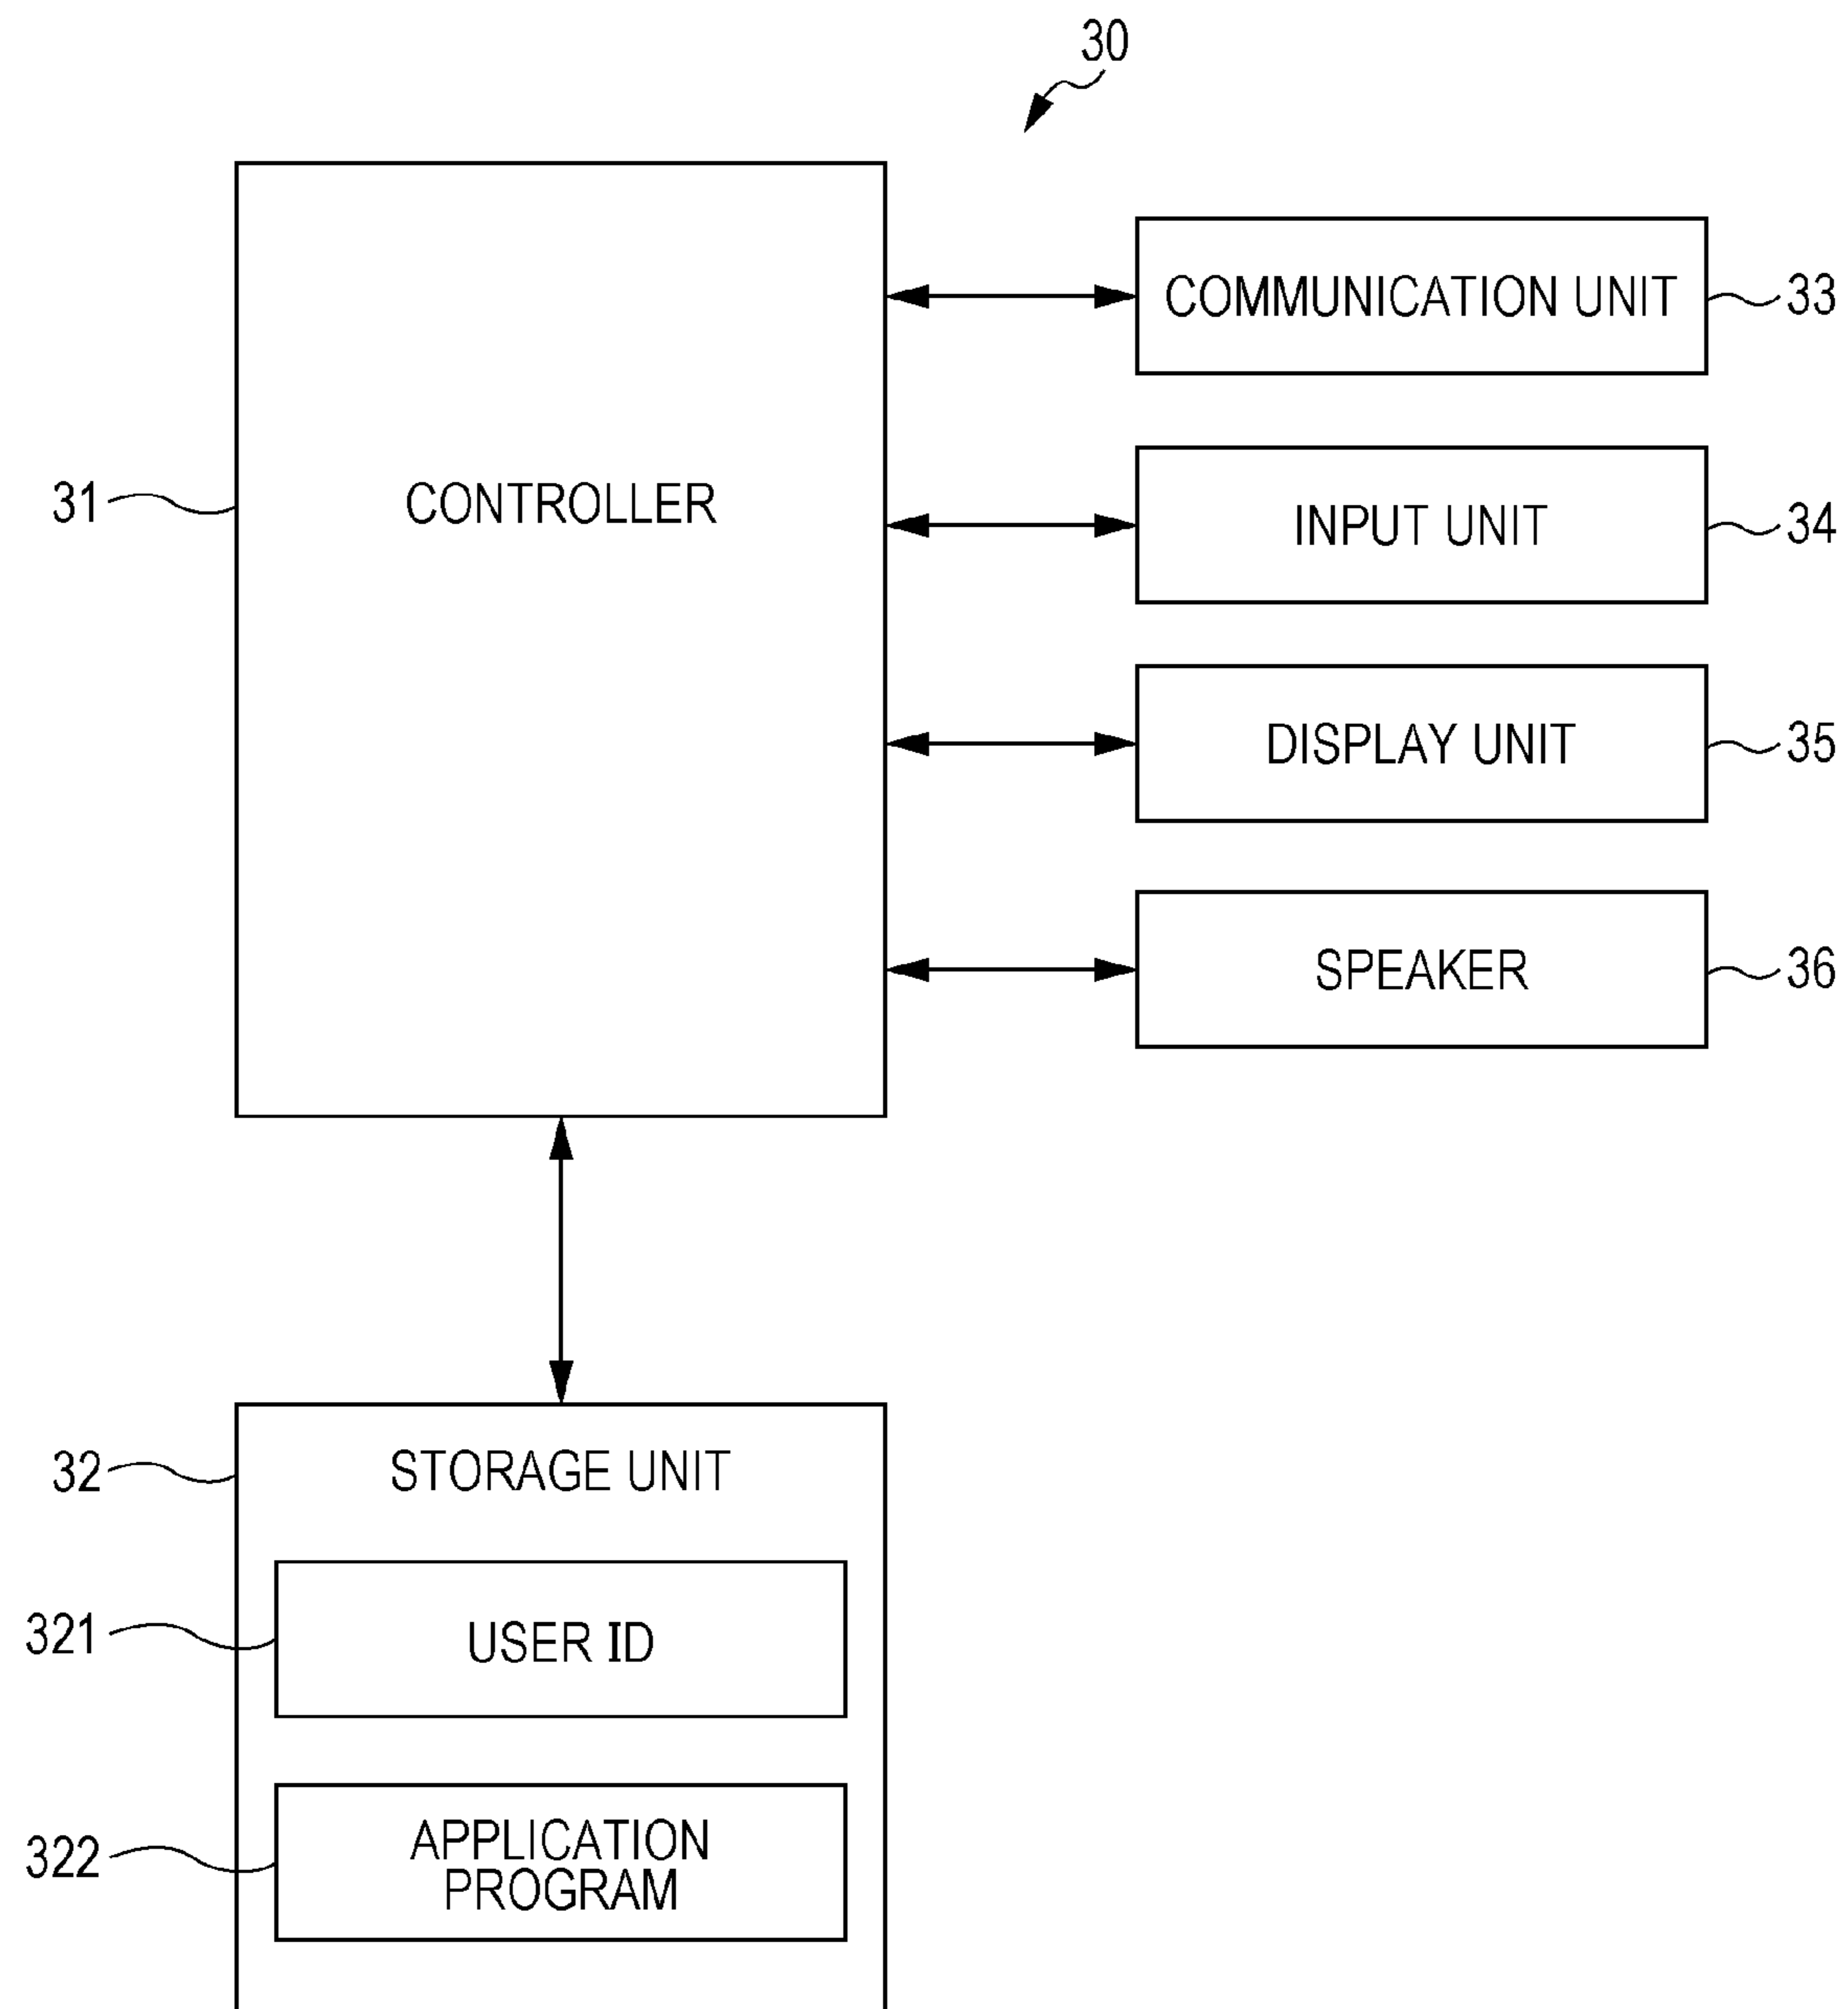 30
COMMUNICATION UNIT
33
31
CONTROLLER
INPUT UNIT
34
DISPLAY UNIT
35
SPEAKER
36
32
STORAGE UNIT
321
USER ID
322
APPLICATION
PROGRAM